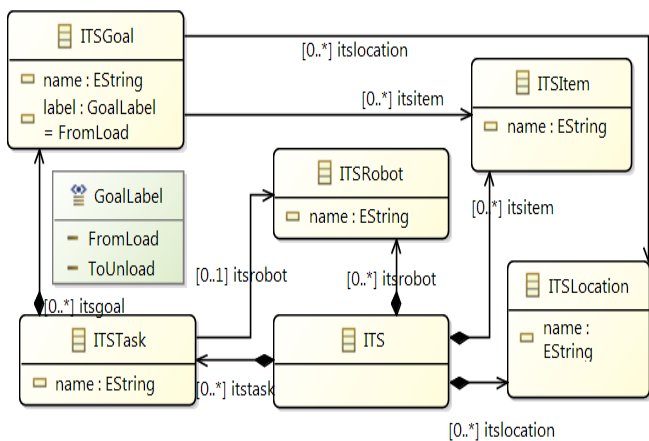 ITSGoal
name : EString
label : GoalLabel
= FromLoad
[0..*] itslocation
[0..*] itsitem
ITSItem
name : EString
GoalLabel
FromLoad
ToUnload
ITSRobot
name : EString
[0..*] itsitem
[0..1] itsrobot
[0..*] itsrobot
[0..*] itsgoal
ITSLocation
name :
EString
ITSTask
name : EString
ITS
[0..*] itstask
[0..*] itslocation